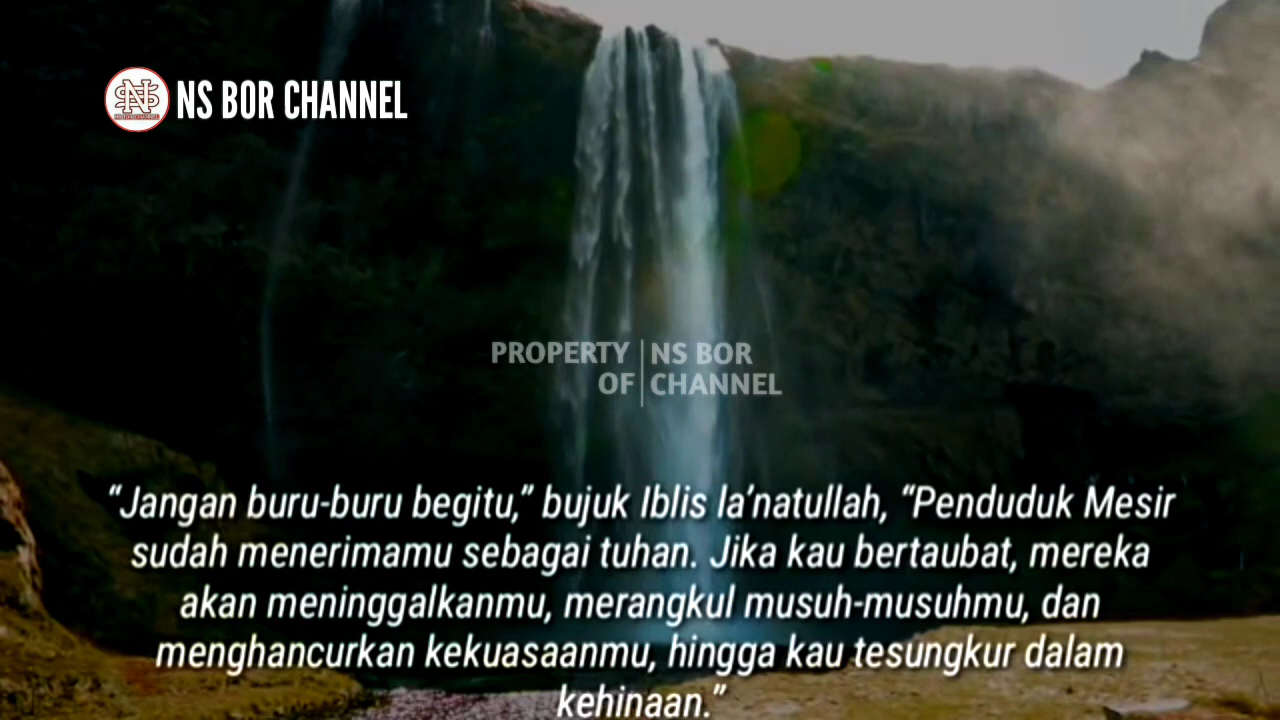 NS BOR CHANNEL
PROPERTY OF | NS BOR CHANNEL
“Jangan buru-buru begitu,” bujuk Iblis la’natullah, “Penduduk Mesir
sudah menerimamu sebagai tuhan. Jika kau bertaubat, mereka
akan meninggalkanmu, merangkul musuh-musuhmu, dan
menghancurkan kekuasaanmu, hingga kau tesungkur dalam
kehinaan.”